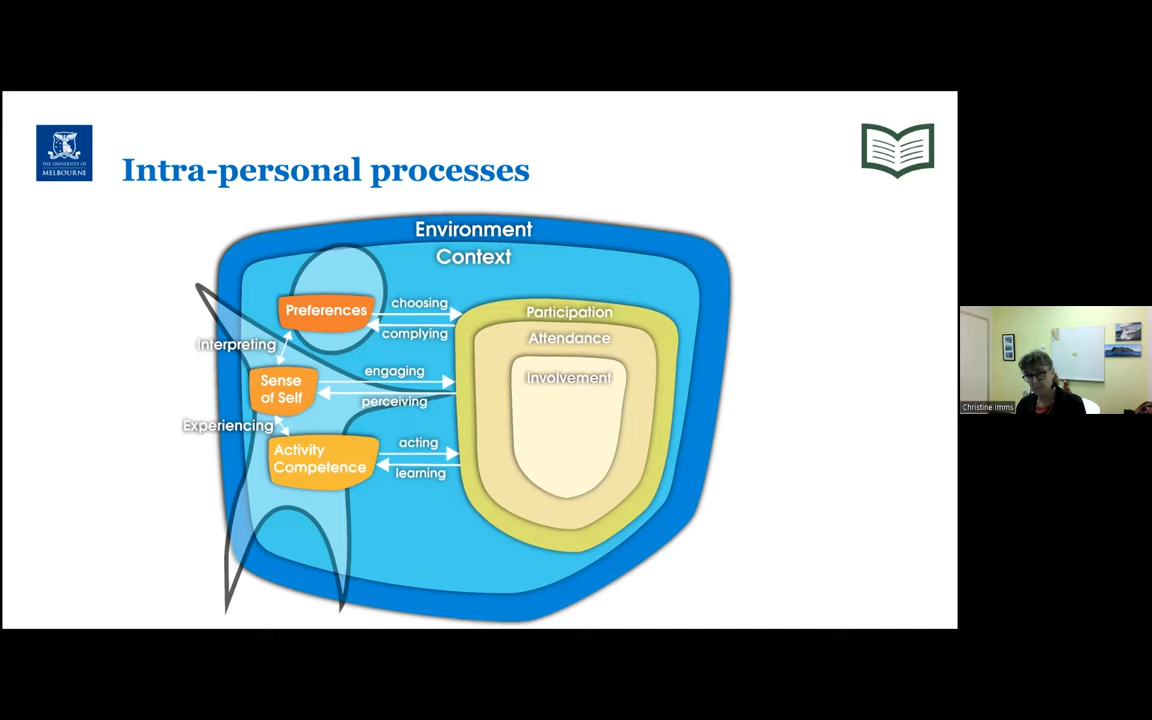 THE UNIVERSITY OF
MELBOURNE
Intra-personal processes
Environment
Context
Preferences
choosing
complying
Participation
Attendance
Involvement
Interpreting
Sense
of Self
engaging
perceiving
Experiencing
Activity
Competence
acting
learning
Christine Imms